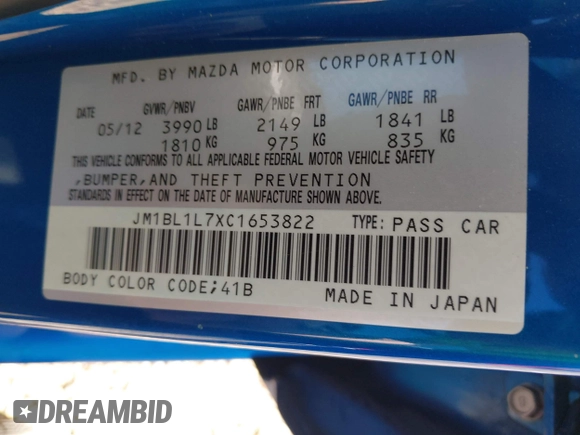 MFD. BY MAZDA MOTOR CORPORATION
DATE GVWR/PNBV GAWR/PNBE FRT GAWR/PNBE RR
05/12 3990 LB 2149 LB 1841 LB
1810 KG 975 KG 835 KG
THIS VEHICLE CONFORMS TO ALL APPLICABLE FEDERAL MOTOR VEHICLE SAFETY
,BUMPER,AND THEFT PREVENTION
STANDARDS IN EFFECT ON THE DATE OF MANUFACTURE SHOWN ABOVE.
JM1BL1L7XC1653822 TYPE: PASS CAR
BODY COLOR CODE;41B MADE IN JAPAN
DREAMBID